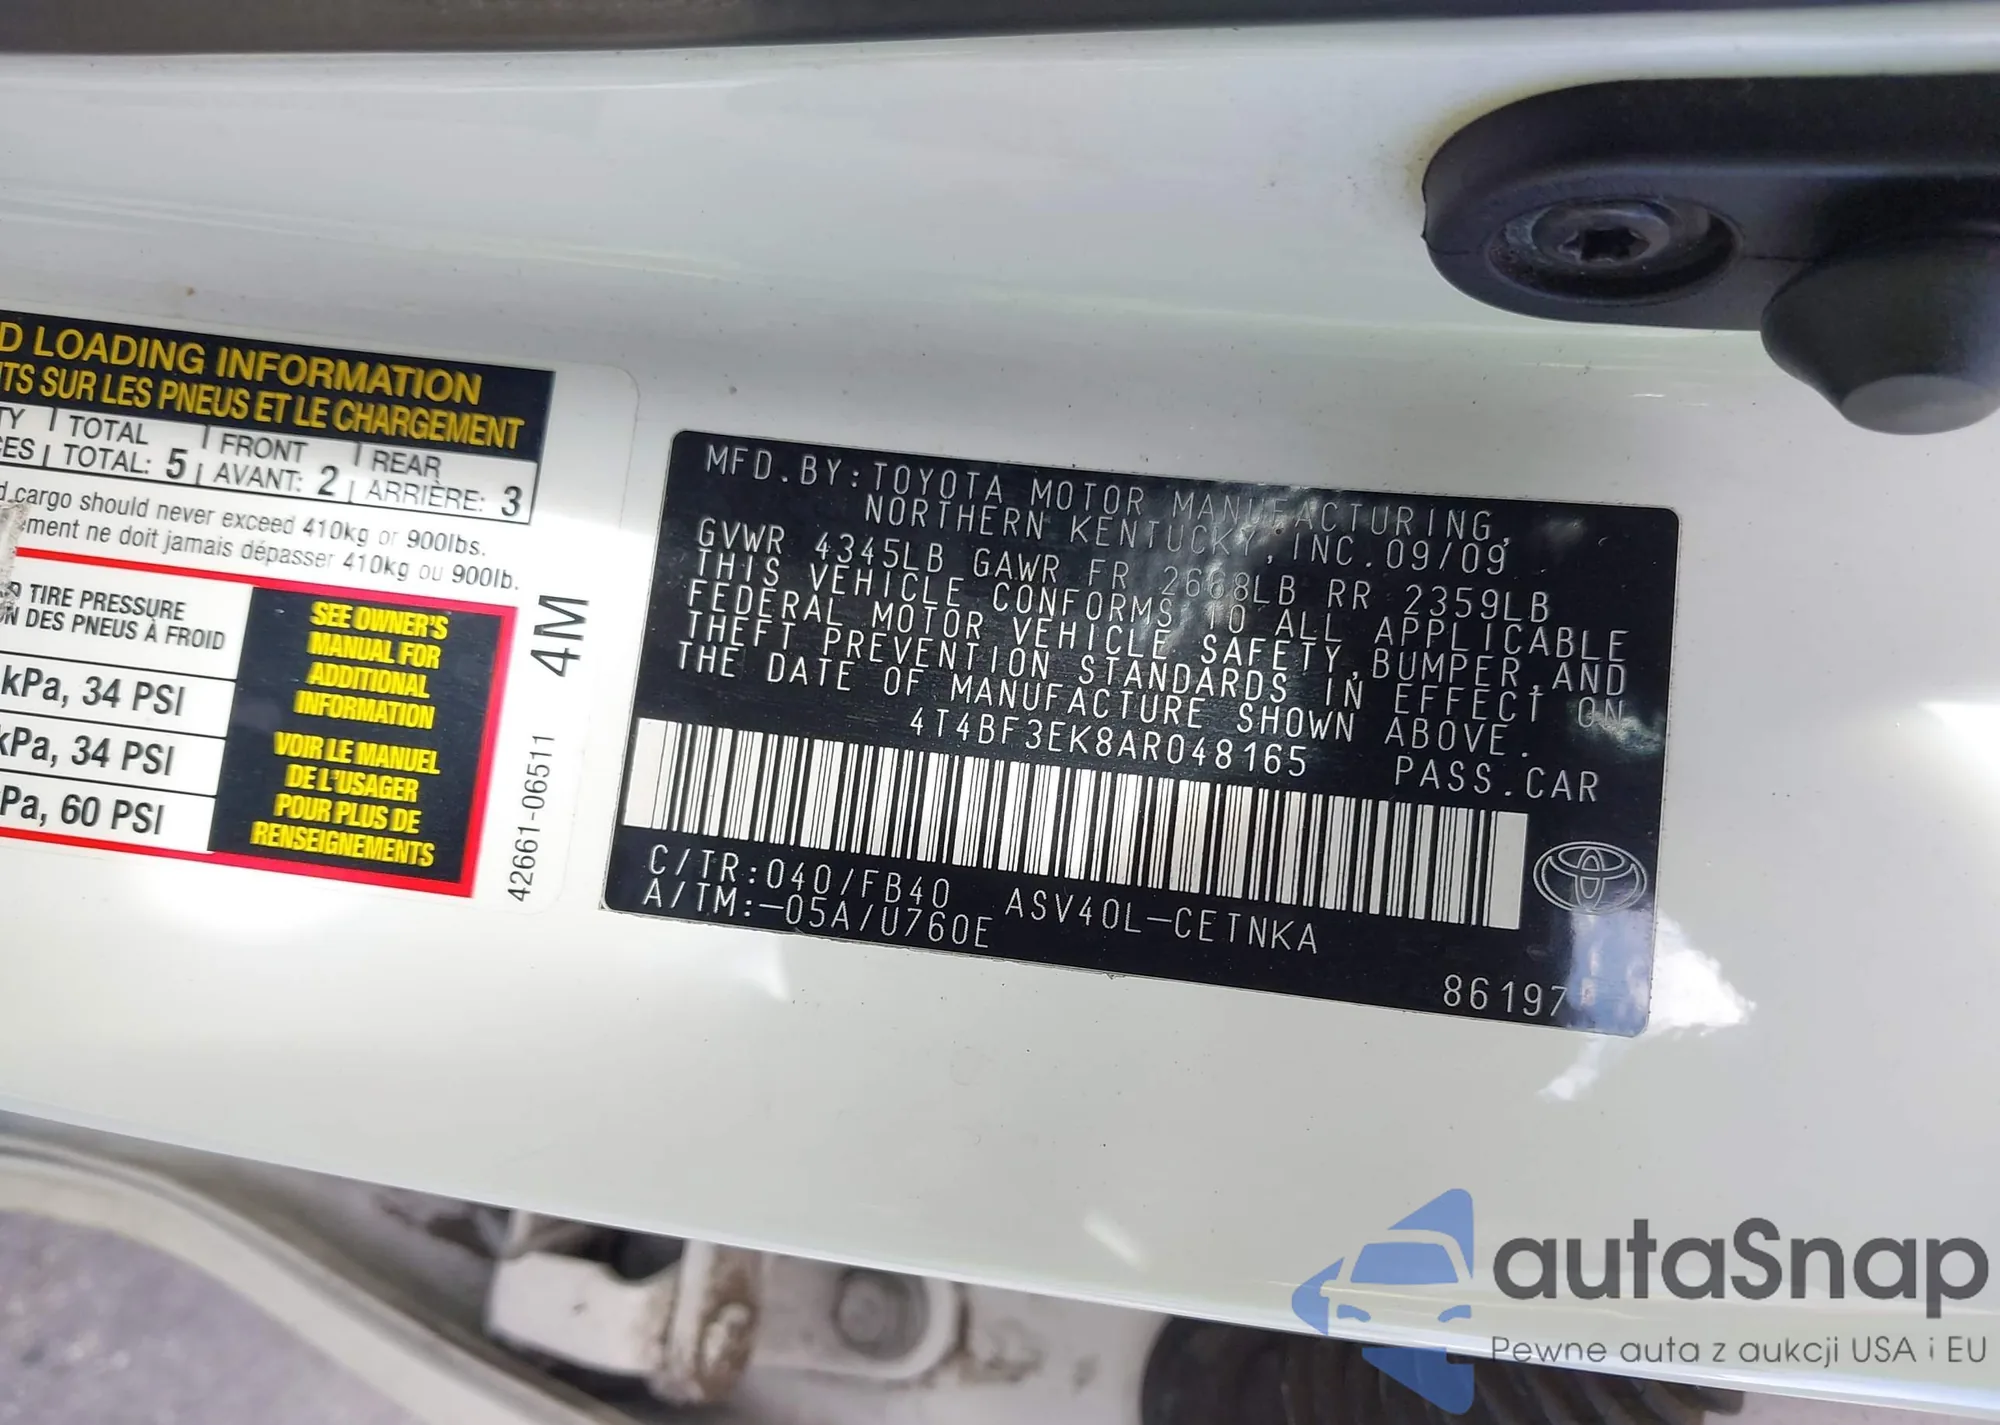 D LOADING INFORMATION
TS SUR LES PNEUS ET LE CHARGEMENT
TY | TOTAL | FRONT | REAR
CES | TOTAL: 5 | AVANT: 2 | ARRIÈRE: 3
d cargo should never exceed 410kg or 900lbs.
ement ne doit jamais dépasser 410kg ou 900lb.
D TIRE PRESSURE
ON DES PNEUS À FROID
kPa, 34 PSI
kPa, 34 PSI
Pa, 60 PSI
SEE OWNER'S
MANUAL FOR
ADDITIONAL
INFORMATION
VOIR LE MANUEL
DE L'USAGER
POUR PLUS DE
RENSEIGNEMENTS
42661-06511 4M
MFD.BY:TOYOTA MOTOR MANUFACTURING,
NORTHERN KENTUCKY,INC.09/09
GVWR 4345LB GAWR FR 2668LB RR 2359LB
THIS VEHICLE CONFORMS TO ALL APPLICABLE
FEDERAL MOTOR VEHICLE SAFETY,BUMPER,AND
THEFT PREVENTION STANDARDS IN EFFECT ON
THE DATE OF MANUFACTURE SHOWN ABOVE.
4T4BF3EK8AR048165 PASS.CAR
C/TR:040/FB40 ASV40L-CETNKA
A/TM:-05A/U760E
86197
autaSnap
Pewne auta z aukcji USA i EU